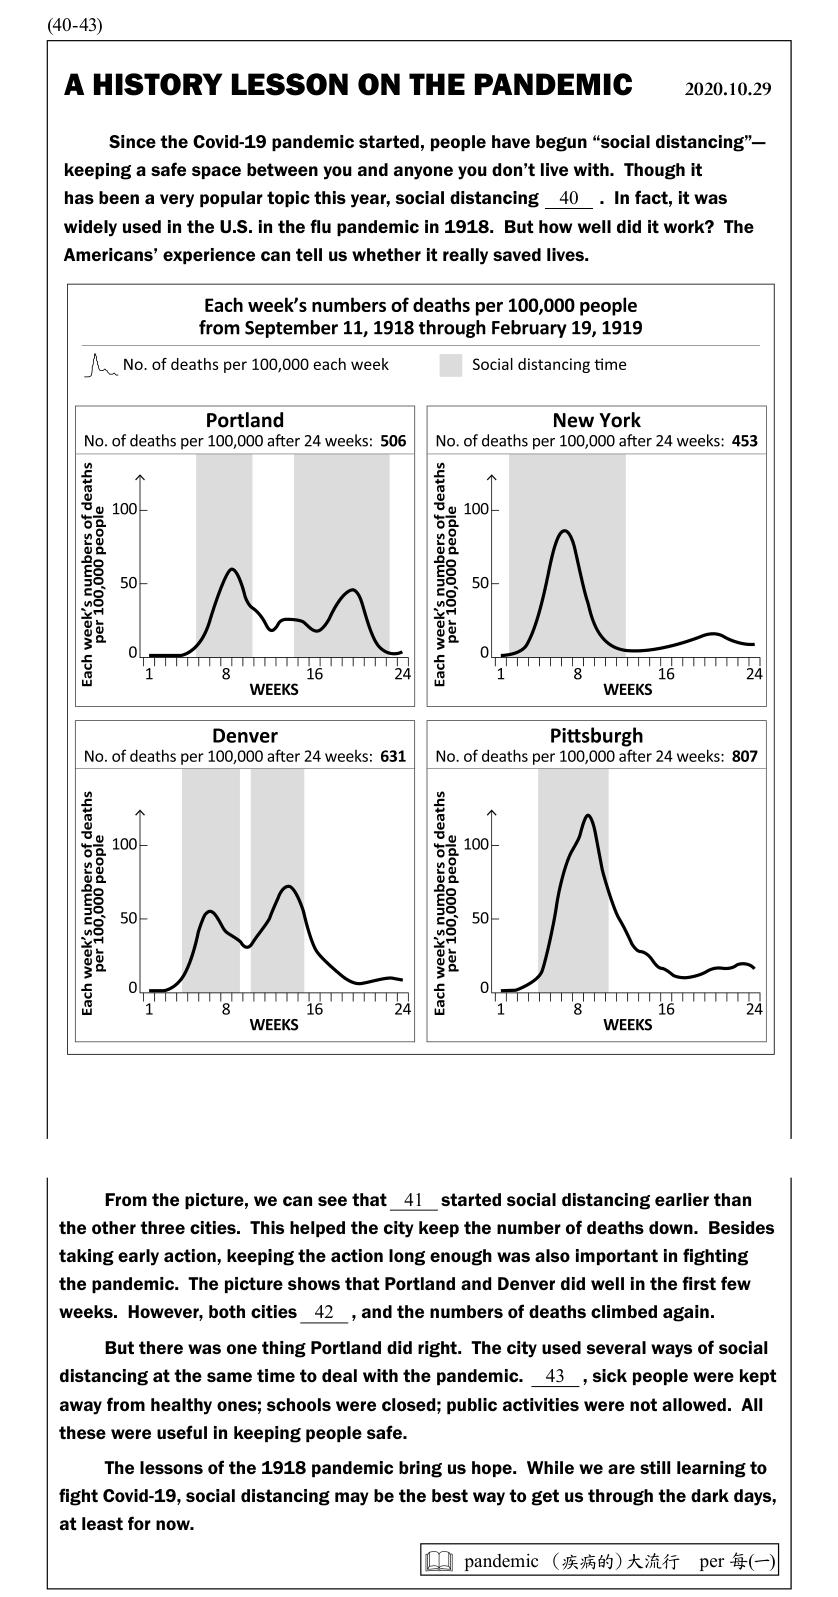 (40-43)
A HISTORY LESSON ON THE PANDEMIC 2020.10.29
Since the Covid-19 pandemic started, people have begun “social distancing”—
keeping a safe space between you and anyone you don’t live with. Though it
has been a very popular topic this year, social distancing 40 . In fact, it was
widely used in the U.S. in the flu pandemic in 1918. But how well did it work? The
Americans’ experience can tell us whether it really saved lives.
Each week’s numbers of deaths per 100,000 people
from September 11, 1918 through February 19, 1919
No. of deaths per 100,000 each week Social distancing time
Portland
No. of deaths per 100,000 after 24 weeks: 506
Each week’s numbers of deaths
per 100,000 people
100
50
0
1 8 16 24
WEEKS
New York
No. of deaths per 100,000 after 24 weeks: 453
Each week’s numbers of deaths
per 100,000 people
100
50
0
1 8 16 24
WEEKS
Denver
No. of deaths per 100,000 after 24 weeks: 631
Each week’s numbers of deaths
per 100,000 people
100
50
0
1 8 16 24
WEEKS
Pittsburgh
No. of deaths per 100,000 after 24 weeks: 807
Each week’s numbers of deaths
per 100,000 people
100
50
0
1 8 16 24
WEEKS
From the picture, we can see that 41 started social distancing earlier than
the other three cities. This helped the city keep the number of deaths down. Besides
taking early action, keeping the action long enough was also important in fighting
the pandemic. The picture shows that Portland and Denver did well in the first few
weeks. However, both cities 42 , and the numbers of deaths climbed again.
But there was one thing Portland did right. The city used several ways of social
distancing at the same time to deal with the pandemic. 43 , sick people were kept
away from healthy ones; schools were closed; public activities were not allowed. All
these were useful in keeping people safe.
The lessons of the 1918 pandemic bring us hope. While we are still learning to
fight Covid-19, social distancing may be the best way to get us through the dark days,
at least for now.
pandemic （疾病的）大流行 per 每(一)